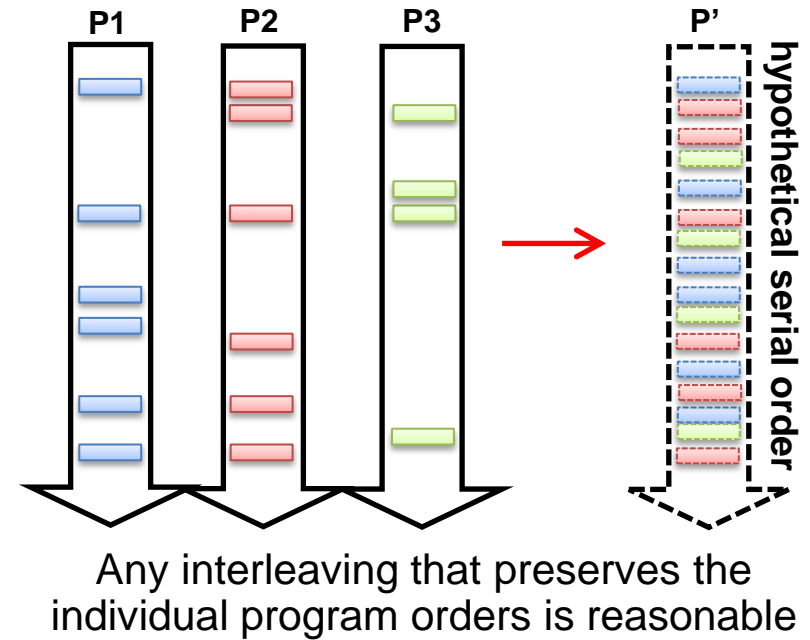 P1 P2 P3 P’
hypothetical serial order
Any interleaving that preserves the
individual program orders is reasonable